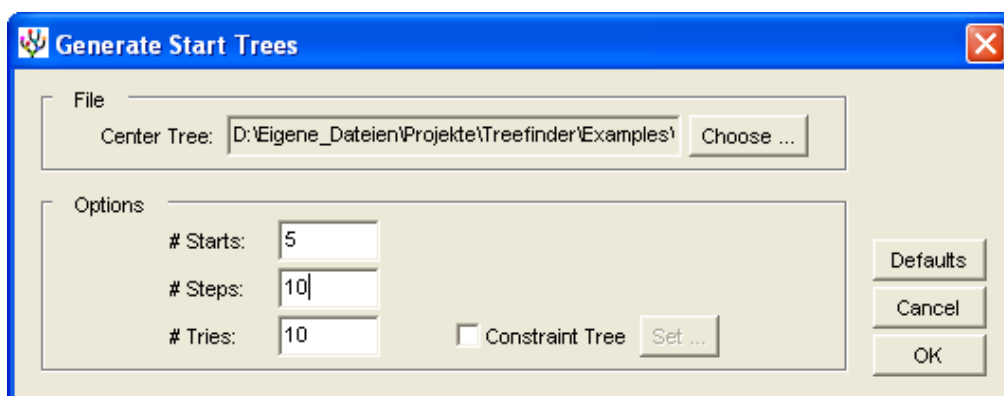 Generate Start Trees
File
Center Tree: D:\Eigene_Dateien\Projekte\Treefinder\Examples\ Choose ...
Options
# Starts: 5
# Steps: 10
# Tries: 10 Constraint Tree Set ...
Defaults
Cancel
OK